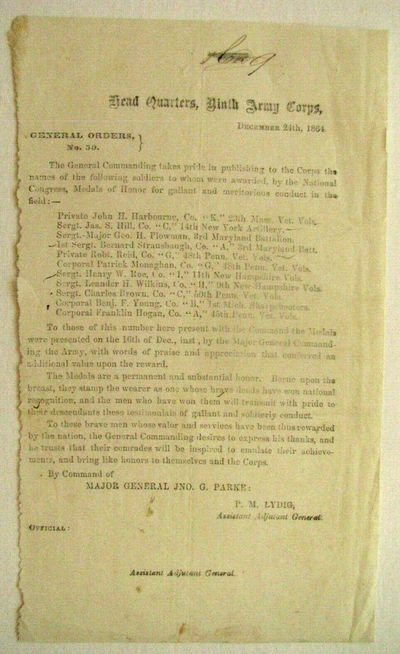 Head Quarters, Ninth Army Corps,
DECEMBER 24th, 1864.
GENERAL ORDERS,
No. 50.
The General Commanding takes pride in publishing to the Corps the
names of the following soldiers to whom were awarded, by the National
Congress, Medals of Honor for gallant and meritorious conduct in the
field:—
Private John H. Harbourne, Co. "K," 29th Mass. Vet. Vols.
Sergt. Jas. S. Hill, Co. "C," 14th New York Artillery.
Sergt.-Major Geo. H. Plowman, 3rd Maryland Battalion.
1st Sergt. Bernard Strausbaugh, Co. "A," 3rd Maryland Batt.
Private Robt. Reid, Co. "G," 48th Penn. Vet. Vols.
Corporal Patrick Monaghan, Co. "G," 48th Penn. Vet. Vols.
Sergt. Henry W. Roe, Co. "I," 11th New Hampshire Vols.
Sergt. Leander H. Wilkins, Co. "H," 9th New Hampshire Vols.
Sergt. Charles Brown, Co. "C," 50th Penn. Vet. Vols.
Corporal Benj. F. Young, Co. "B," 1st Mich. Sharpshooters.
Corporal Franklin Hogan, Co. "A," 45th Penn. Vet. Vols.
To those of this number here present with the Command the Medals
were presented on the 16th of Dec., inst., by the Major General Command-
ing the Army, with words of praise and appreciation that conferred an
additional value upon the reward.
The Medals are a permanent and substantial honor. Borne upon the
breast, they stamp the wearer as one whose brave deeds have won national
recognition, and the men who have won them will transmit with pride to
their descendants these testimonials of gallant and soldierly conduct.
To these brave men whose valor and services have been thus rewarded
by the nation, the General Commanding desires to express his thanks, and
he trusts that their comrades will be inspired to emulate their achieve-
ments, and bring like honors to themselves and the Corps.
By Command of
MAJOR GENERAL JNO. G. PARKE:
P. M. LYDIG,
Assistant Adjutant General.
OFFICIAL:
Assistant Adjutant General.